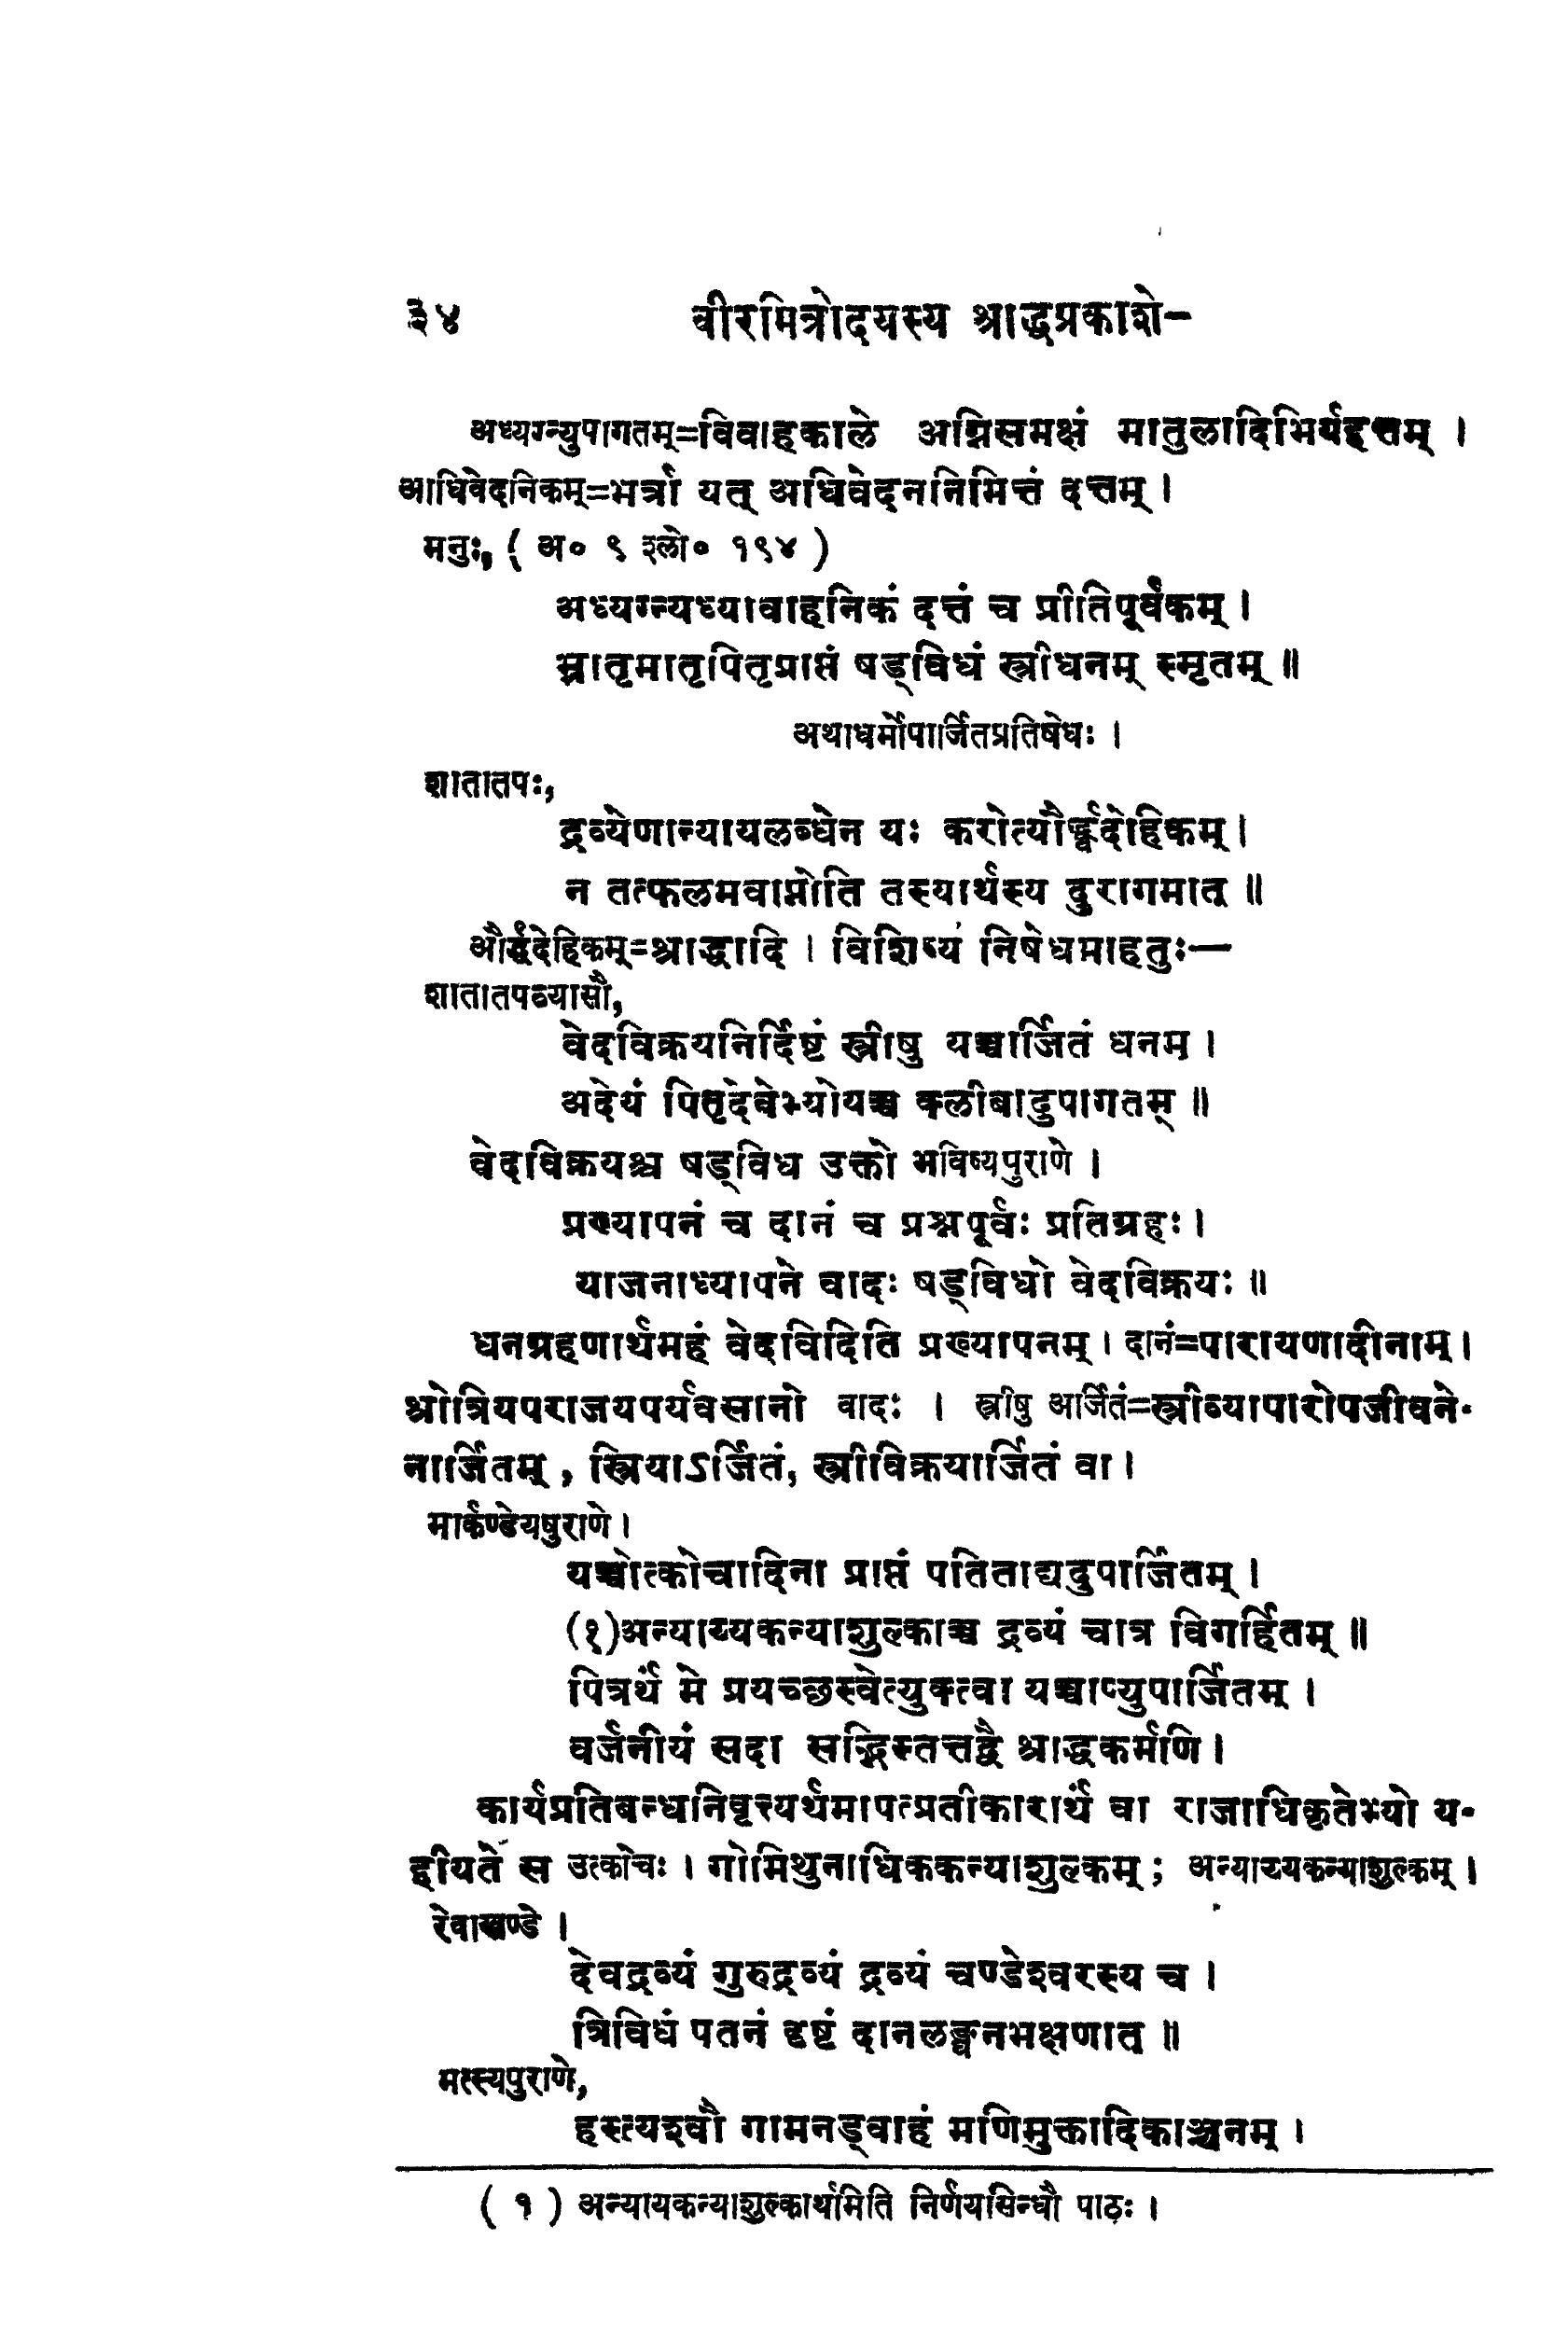 ३४ वीरमित्रोदयस्य श्राद्धप्रकाशे-
अध्यग्न्युपागतम्=विवाहकाले अग्निसमक्षं मातुलादिभिर्यद्दत्तम् ।
आधिवेदनिकम्=भर्त्रा यत् अधिवेदननिमित्तं दत्तम् ।
मनुः, ( अ० ९ श्लो० १९४ )
अध्यग्न्यध्यावाहनिकं दत्तं च प्रीतिपूर्वकम् ।
भ्रातृमातृपितृप्राप्तं षड्विधं स्त्रीधनम् स्मृतम् ॥
अथाधर्मोपार्जितप्रतिषेधः ।
शातातपः,
द्रव्येणान्यायलब्धेन यः करोत्यौर्द्ध्वदेहिकम् ।
न तत्फलमवाप्नोति तस्यार्थस्य दुरागमात् ॥
और्द्ध्वदेहिकम्=श्राद्धादि । विशिष्य निषेधमाहतुः—
शातातपव्यासौ,
वेदविक्रयनिर्दिष्टं स्त्रीषु यच्चार्जितं धनम् ।
अदेयं पितृदेवेभ्योयच्च क्लीबादुपागतम् ॥
वेदविक्रयश्च षड्विध उक्तो भविष्यपुराणे ।
प्रख्यापनं च दानं च प्रश्नपूर्वः प्रतिग्रहः ।
याजनाध्यापने वादः षड्विधो वेदविक्रयः ॥
धनग्रहणार्थमहं वेदविदिति प्रख्यापनम् । दानं=पारायणादीनाम् ।
श्रोत्रियपराजयपर्यवसानो वादः । स्त्रीषु आर्जितं=स्त्रीव्यापारोपजीवने-
नार्जितम् , स्त्रियाऽर्जितं, स्त्रीविक्रयार्जितं वा ।
मार्कण्डेयषुराणे ।
यच्चोत्कोचादिना प्राप्तं पतिताद्यदुपार्जितम् ।
(१)अन्याय्यकन्याशुल्काच्च द्रव्यं चात्र विगर्हितम् ॥
पित्रर्थं मे प्रयच्छस्वेत्युक्त्वा यच्चाप्युपार्जितम् ।
वर्जनीयं सदा सद्भिस्तत्तद्वै श्राद्धकर्मणि ।
कार्यप्रतिबन्धनिवृत्त्यर्थमापत्प्रतीकारार्थं वा राजाधिकृतेभ्यो य-
द्दीयते स उत्कोचः । गोमिथुनाधिककन्याशुल्कम् ; अन्याय्यकन्याशुल्कम् ।
रेवाखण्डे ।
देवद्रव्यं गुरुद्रव्यं द्रव्यं चण्डेश्वरस्य च ।
त्रिविधं पतनं दृष्टं दानलङ्घनभक्षणात् ॥
मत्स्यपुराणे,
हस्त्यश्वौ गामनड्वाहं मणिमुक्तादिकाञ्चनम् ।
( १ ) अन्यायकन्याशुल्कार्थमिति निर्णयसिन्धौ पाठः ।